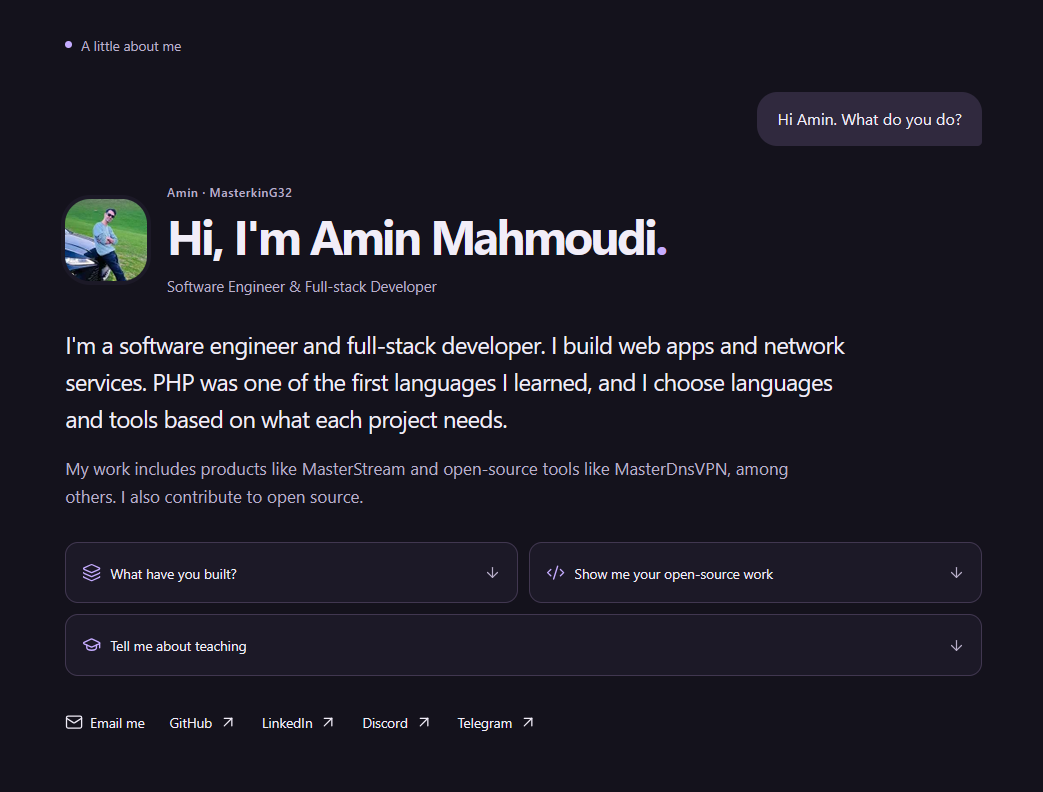 A little about me
Hi Amin. What do you do?
Amin · MasterkinG32
Hi, I'm Amin Mahmoudi.
Software Engineer & Full-stack Developer
I'm a software engineer and full-stack developer. I build web apps and network
services. PHP was one of the first languages I learned, and I choose languages
and tools based on what each project needs.
My work includes products like MasterStream and open-source tools like MasterDnsVPN, among
others. I also contribute to open source.
What have you built?
Show me your open-source work
Tell me about teaching
Email me GitHub LinkedIn Discord Telegram